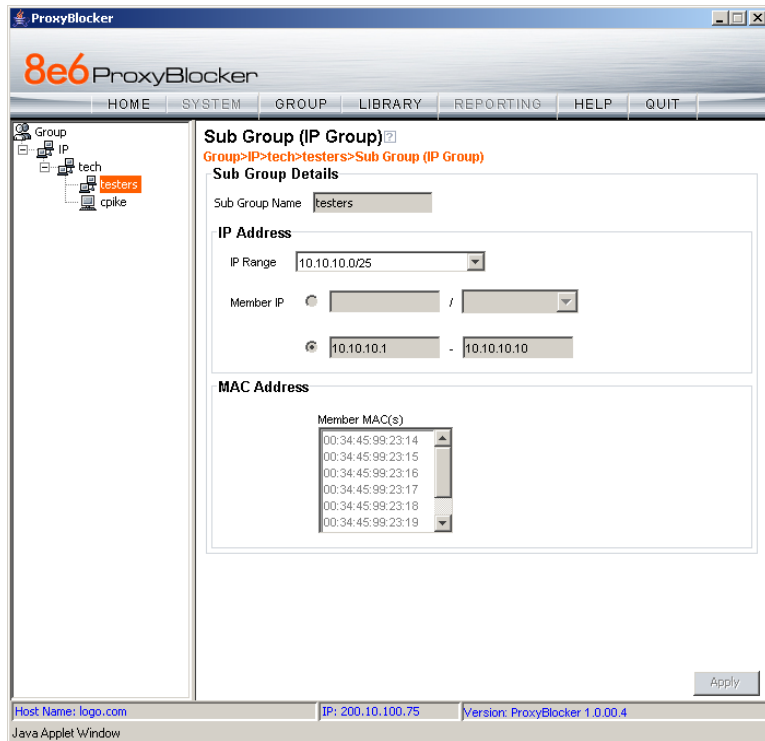 ProxyBlocker
8e6 ProxyBlocker
HOME SYSTEM GROUP LIBRARY REPORTING HELP QUIT
Group
IP
tech
testers
cpike
Sub Group (IP Group)?
Group>IP>tech>testers>Sub Group (IP Group)
Sub Group Details
Sub Group Name testers
IP Address
IP Range 10.10.10.0/25
Member IP /
10.10.10.1 - 10.10.10.10
MAC Address
Member MAC(s)
00:34:45:99:23:14
00:34:45:99:23:15
00:34:45:99:23:16
00:34:45:99:23:17
00:34:45:99:23:18
00:34:45:99:23:19
Apply
Host Name: logo.com IP: 200.10.100.75 Version: ProxyBlocker 1.0.00.4
Java Applet Window